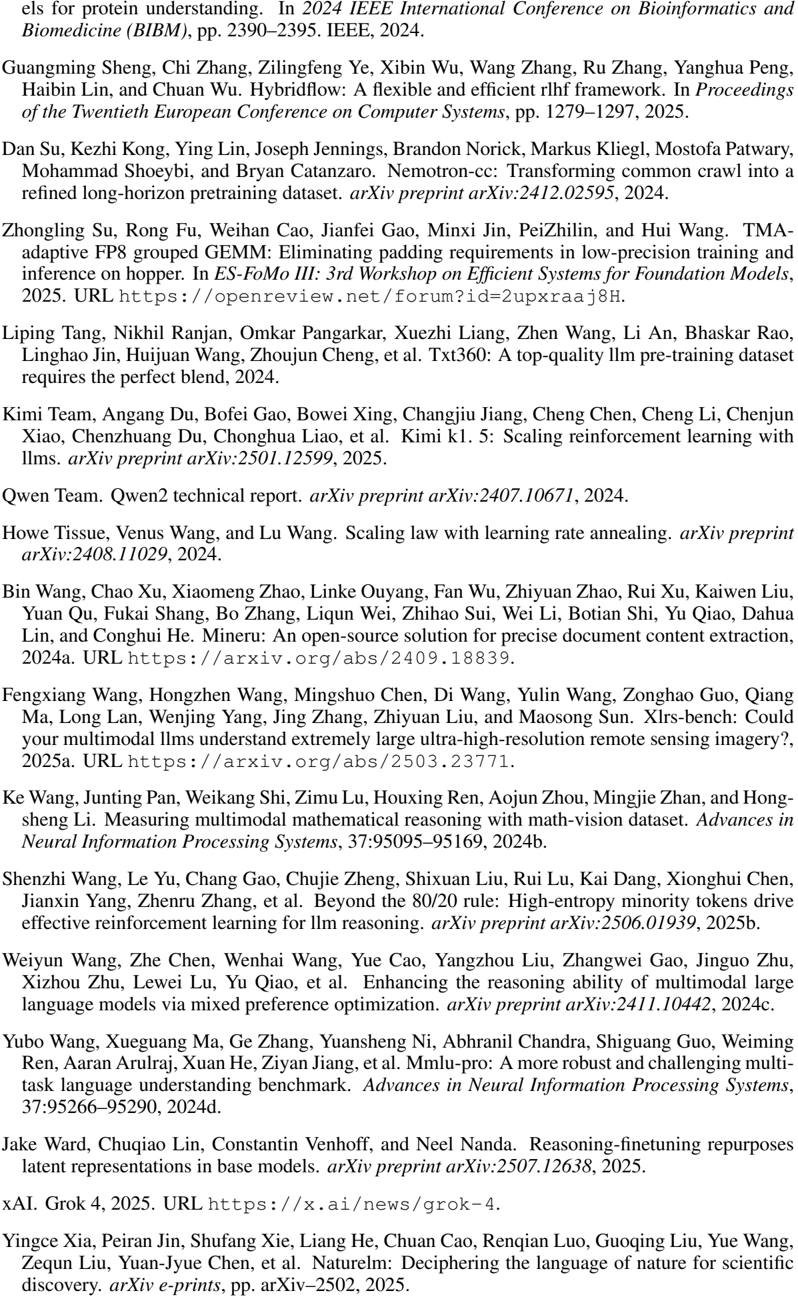 els for protein understanding. In 2024 IEEE International Conference on Bioinformatics and
Biomedicine (BIBM), pp. 2390–2395. IEEE, 2024.
Guangming Sheng, Chi Zhang, Zilingfeng Ye, Xibin Wu, Wang Zhang, Ru Zhang, Yanghua Peng,
Haibin Lin, and Chuan Wu. Hybridflow: A flexible and efficient rlhf framework. In Proceedings
of the Twentieth European Conference on Computer Systems, pp. 1279–1297, 2025.
Dan Su, Kezhi Kong, Ying Lin, Joseph Jennings, Brandon Norick, Markus Kliegl, Mostofa Patwary,
Mohammad Shoeybi, and Bryan Catanzaro. Nemotron-cc: Transforming common crawl into a
refined long-horizon pretraining dataset. arXiv preprint arXiv:2412.02595, 2024.
Zhongling Su, Rong Fu, Weihan Cao, Jianfei Gao, Minxi Jin, PeiZhilin, and Hui Wang. TMA-
adaptive FP8 grouped GEMM: Eliminating padding requirements in low-precision training and
inference on hopper. In ES-FoMo III: 3rd Workshop on Efficient Systems for Foundation Models,
2025. URL https://openreview.net/forum?id=2upxraaj8H.
Liping Tang, Nikhil Ranjan, Omkar Pangarkar, Xuezhi Liang, Zhen Wang, Li An, Bhaskar Rao,
Linghao Jin, Huijuan Wang, Zhoujun Cheng, et al. Txt360: A top-quality llm pre-training dataset
requires the perfect blend, 2024.
Kimi Team, Angang Du, Bofei Gao, Bowei Xing, Changjiu Jiang, Cheng Chen, Cheng Li, Chenjun
Xiao, Chenzhuang Du, Chonghua Liao, et al. Kimi k1. 5: Scaling reinforcement learning with
llms. arXiv preprint arXiv:2501.12599, 2025.
Qwen Team. Qwen2 technical report. arXiv preprint arXiv:2407.10671, 2024.
Howe Tissue, Venus Wang, and Lu Wang. Scaling law with learning rate annealing. arXiv preprint
arXiv:2408.11029, 2024.
Bin Wang, Chao Xu, Xiaomeng Zhao, Linke Ouyang, Fan Wu, Zhiyuan Zhao, Rui Xu, Kaiwen Liu,
Yuan Qu, Fukai Shang, Bo Zhang, Liqun Wei, Zhihao Sui, Wei Li, Botian Shi, Yu Qiao, Dahua
Lin, and Conghui He. Mineru: An open-source solution for precise document content extraction,
2024a. URL https://arxiv.org/abs/2409.18839.
Fengxiang Wang, Hongzhen Wang, Mingshuo Chen, Di Wang, Yulin Wang, Zonghao Guo, Qiang
Ma, Long Lan, Wenjing Yang, Jing Zhang, Zhiyuan Liu, and Maosong Sun. Xlrs-bench: Could
your multimodal llms understand extremely large ultra-high-resolution remote sensing imagery?,
2025a. URL https://arxiv.org/abs/2503.23771.
Ke Wang, Junting Pan, Weikang Shi, Zimu Lu, Houxing Ren, Aojun Zhou, Mingjie Zhan, and Hong-
sheng Li. Measuring multimodal mathematical reasoning with math-vision dataset. Advances in
Neural Information Processing Systems, 37:95095–95169, 2024b.
Shenzhi Wang, Le Yu, Chang Gao, Chujie Zheng, Shixuan Liu, Rui Lu, Kai Dang, Xionghui Chen,
Jianxin Yang, Zhenru Zhang, et al. Beyond the 80/20 rule: High-entropy minority tokens drive
effective reinforcement learning for llm reasoning. arXiv preprint arXiv:2506.01939, 2025b.
Weiyun Wang, Zhe Chen, Wenhai Wang, Yue Cao, Yangzhou Liu, Zhangwei Gao, Jinguo Zhu,
Xizhou Zhu, Lewei Lu, Yu Qiao, et al. Enhancing the reasoning ability of multimodal large
language models via mixed preference optimization. arXiv preprint arXiv:2411.10442, 2024c.
Yubo Wang, Xueguang Ma, Ge Zhang, Yuansheng Ni, Abhranil Chandra, Shiguang Guo, Weiming
Ren, Aaran Arulraj, Xuan He, Ziyan Jiang, et al. Mmlu-pro: A more robust and challenging multi-
task language understanding benchmark. Advances in Neural Information Processing Systems,
37:95266–95290, 2024d.
Jake Ward, Chuqiao Lin, Constantin Venhoff, and Neel Nanda. Reasoning-finetuning repurposes
latent representations in base models. arXiv preprint arXiv:2507.12638, 2025.
xAI. Grok 4, 2025. URL https://x.ai/news/grok-4.
Yingce Xia, Peiran Jin, Shufang Xie, Liang He, Chuan Cao, Renqian Luo, Guoqing Liu, Yue Wang,
Zequn Liu, Yuan-Jyue Chen, et al. Naturelm: Deciphering the language of nature for scientific
discovery. arXiv e-prints, pp. arXiv–2502, 2025.